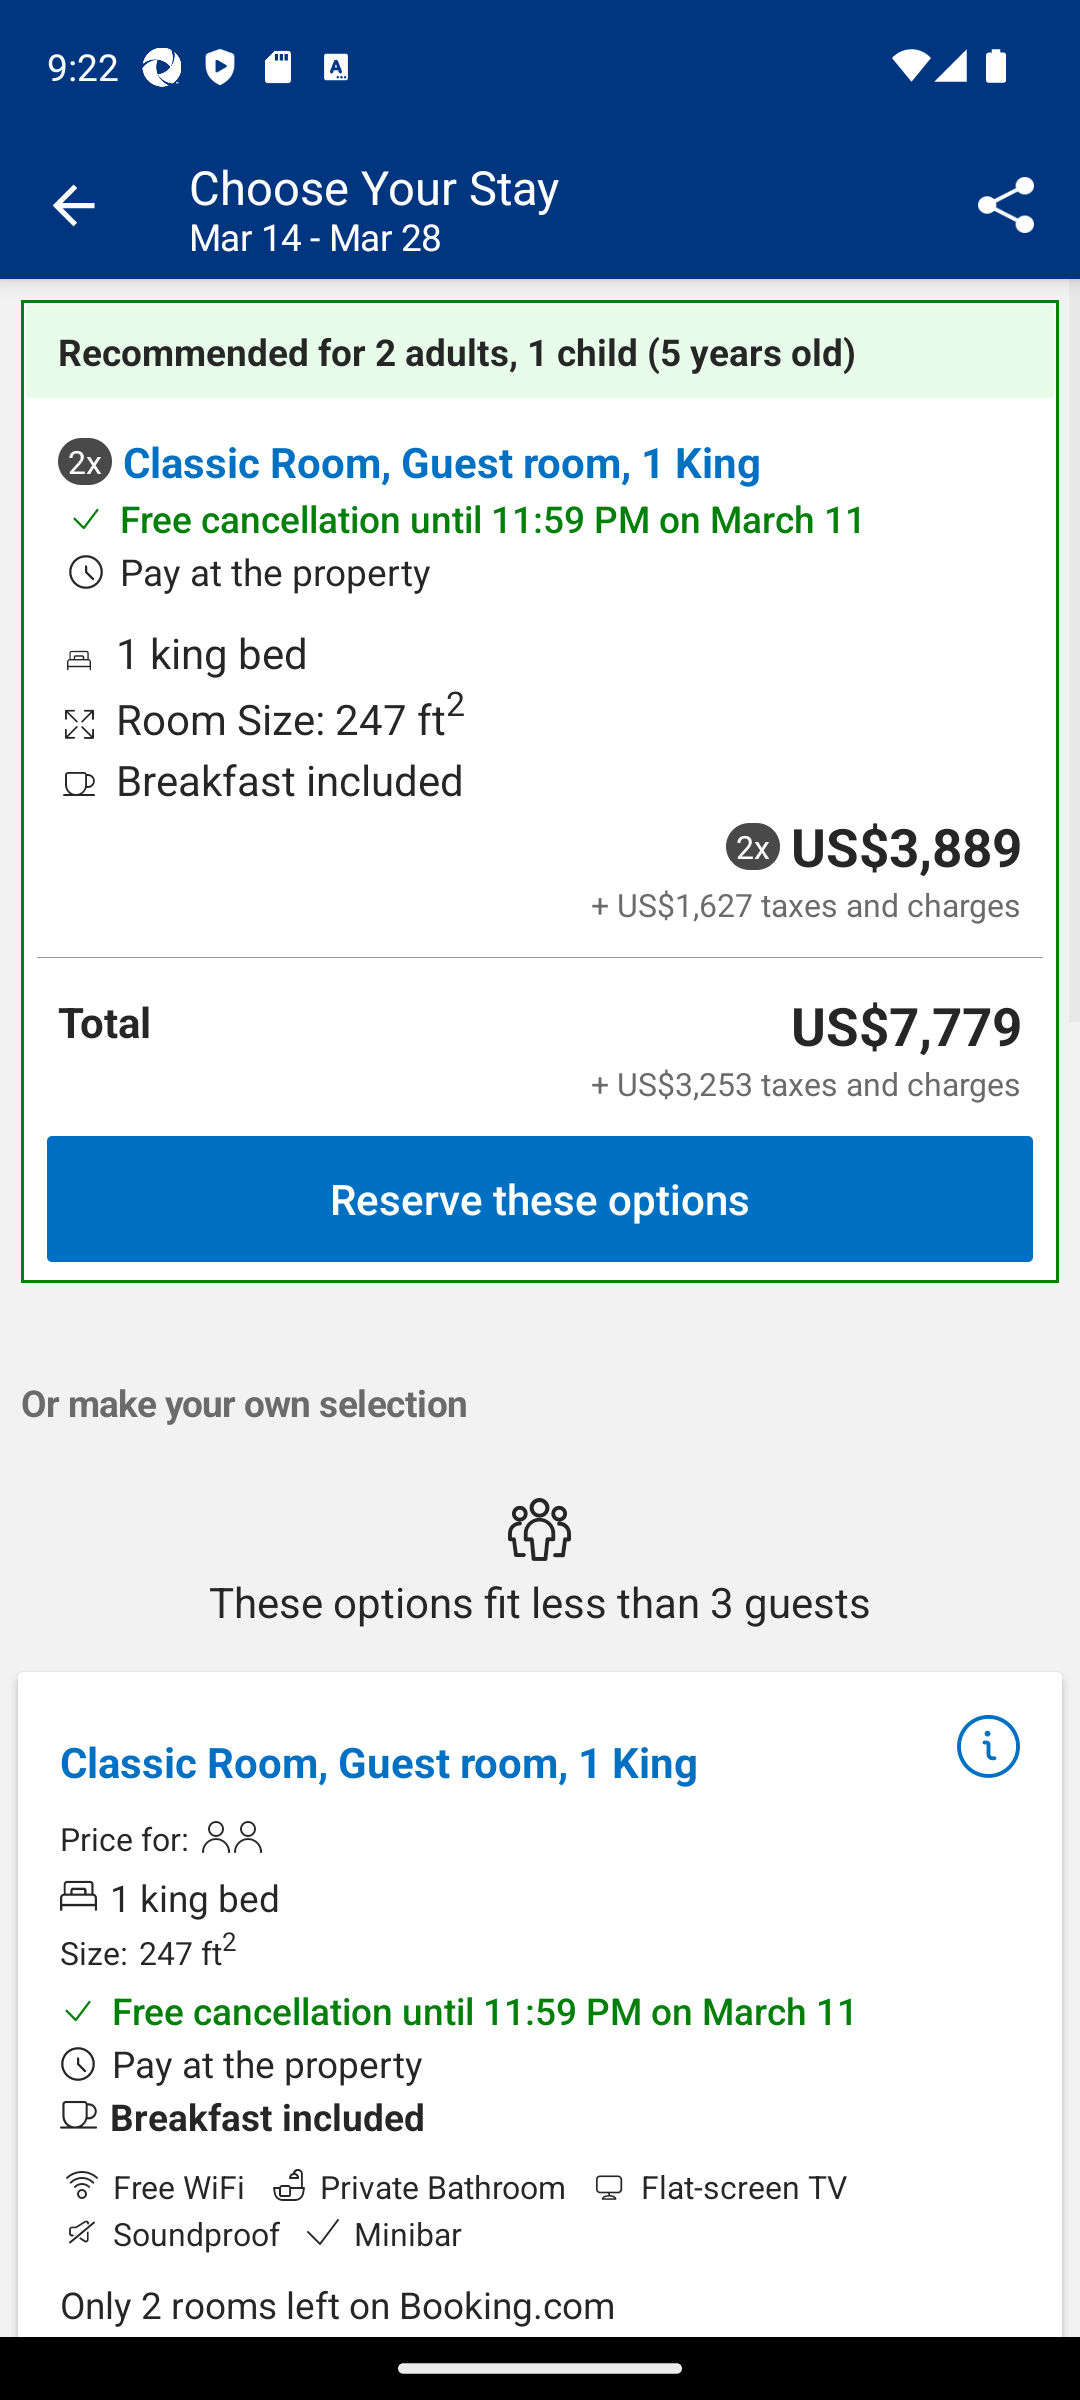 9:22
Choose Your Stay
Mar 14 - Mar 28
Recommended for 2 adults, 1 child (5 years old)
2x Classic Room, Guest room, 1 King
Free cancellation until 11:59 PM on March 11
Pay at the property
1 king bed
Room Size: 247 ft²
Breakfast included
2x US$3,889
+ US$1,627 taxes and charges
Total US$7,779
+ US$3,253 taxes and charges
Reserve these options
Or make your own selection
These options fit less than 3 guests
Classic Room, Guest room, 1 King
Price for:
1 king bed
Size: 247 ft²
Free cancellation until 11:59 PM on March 11
Pay at the property
Breakfast included
Free WiFi Private Bathroom Flat-screen TV
Soundproof Minibar
Only 2 rooms left on Booking.com